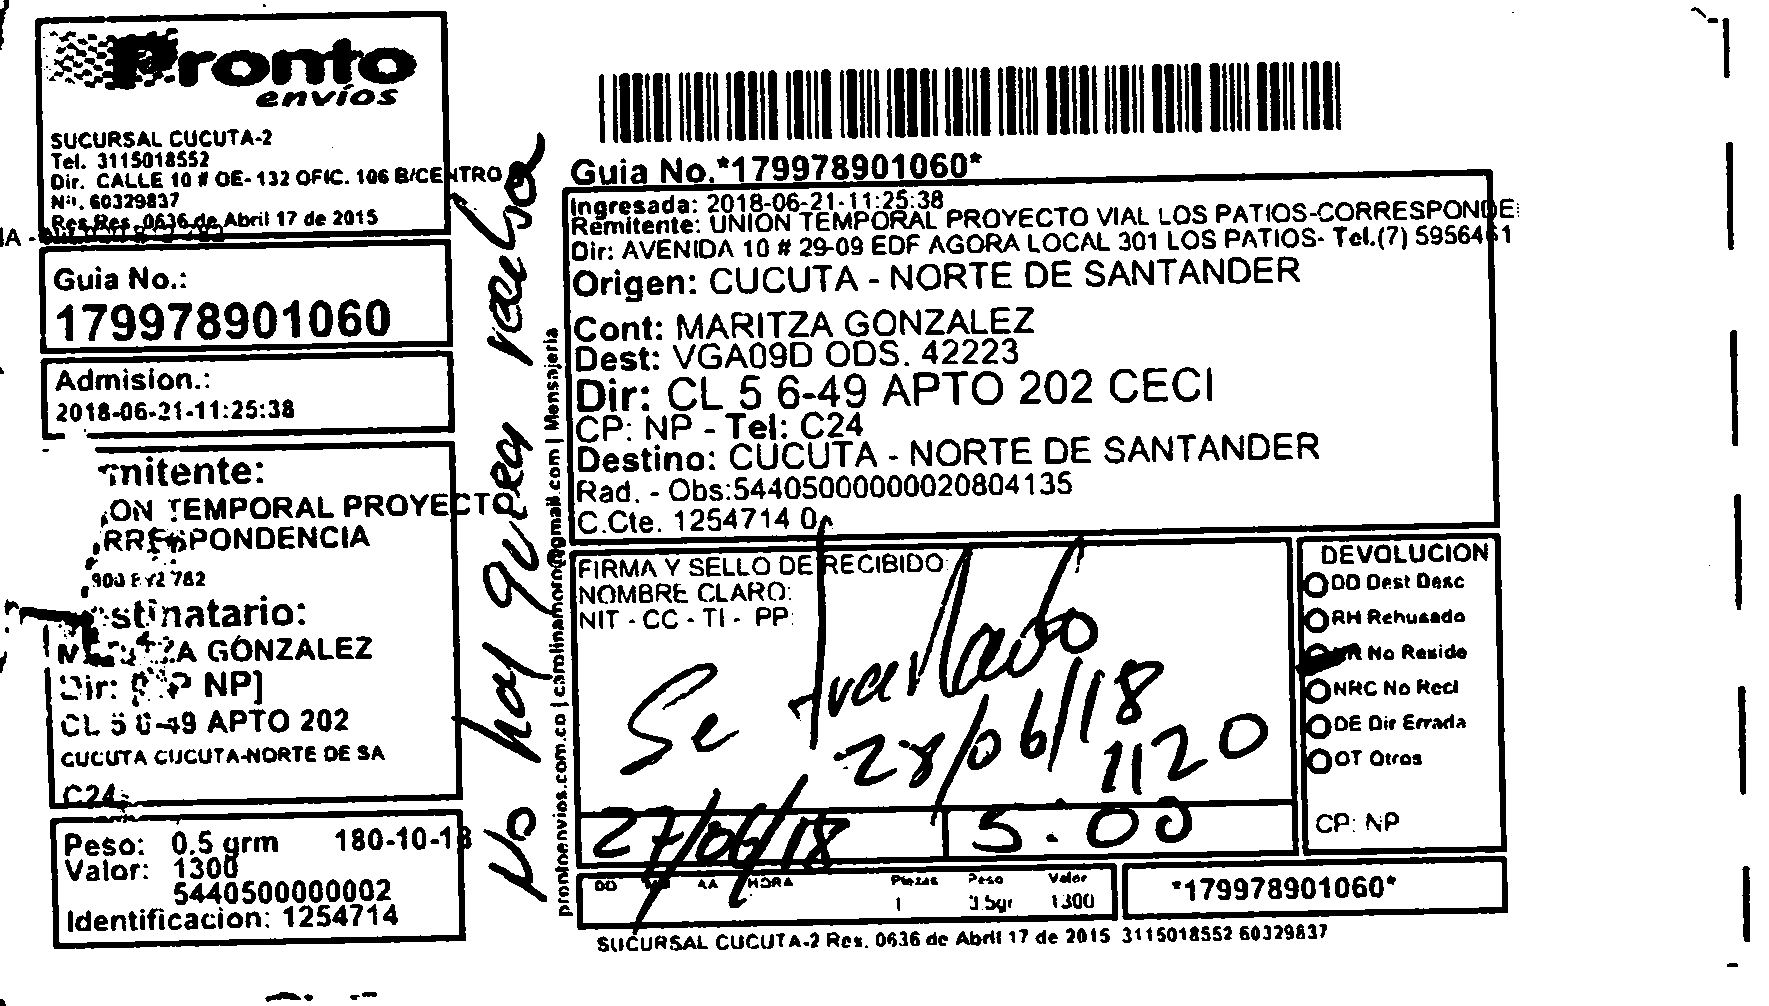 Pronto
envíos
SUCURSAL CUCUTA-2
Tel. 3115018552
Dir. CALLE 10 # OE-132 OFIC. 106 B/CENTRO
Nit. 60329837
Res Res. 0636 de Abril 17 de 2015
Guia No.:
179978901060
Admision.:
2018-06-21-11:25:38
mitente:
ON TEMPORAL PROYECTO
RRESPONDENCIA
782
stinatario:
ZA GONZALEZ
Dir: NP]
CL 5 6-49 APTO 202
CUCUTA CUCUTA-NORTE DE SA
C24
Peso: 0.5 grm 180-10-18
Valor: 1300
5440500000002
Identificacion: 1254714
No hay quien reciba
prontoenvios.com.co | carolinamoro@gmail.com | Mensajeria
Guia No.*179978901060*
Ingresada: 2018-06-21-11:25:38
Remitente: UNION TEMPORAL PROYECTO VIAL LOS PATIOS-CORRESPONDE
Dir: AVENIDA 10 # 29-09 EDF AGORA LOCAL 301 LOS PATIOS- Tel.(7) 5956461
Origen: CUCUTA - NORTE DE SANTANDER
Cont: MARITZA GONZALEZ
Dest: VGA09D ODS. 42223
Dir: CL 5 6-49 APTO 202 CECI
CP: NP - Tel: C24
Destino: CUCUTA - NORTE DE SANTANDER
Rad. - Obs:54405000000020804135
C.Cte. 1254714 0
FIRMA Y SELLO DE RECIBIDO
NOMBRE CLARO:
NIT - CC - TI - PP:
Se traslado
28/06/18
1120
27/06/18 5:00
DD AA HORA
Piezas Peso Valor
1 0.5gr 1300
DEVOLUCION
DD Dest Desc
RH Rehusado
NR No Reside
NRC No Recl
DE Dir Errada
OT Otros
CP: NP
*179978901060*
SUCURSAL CUCUTA-2 Res. 0636 de Abril 17 de 2015 3115018552 60329837